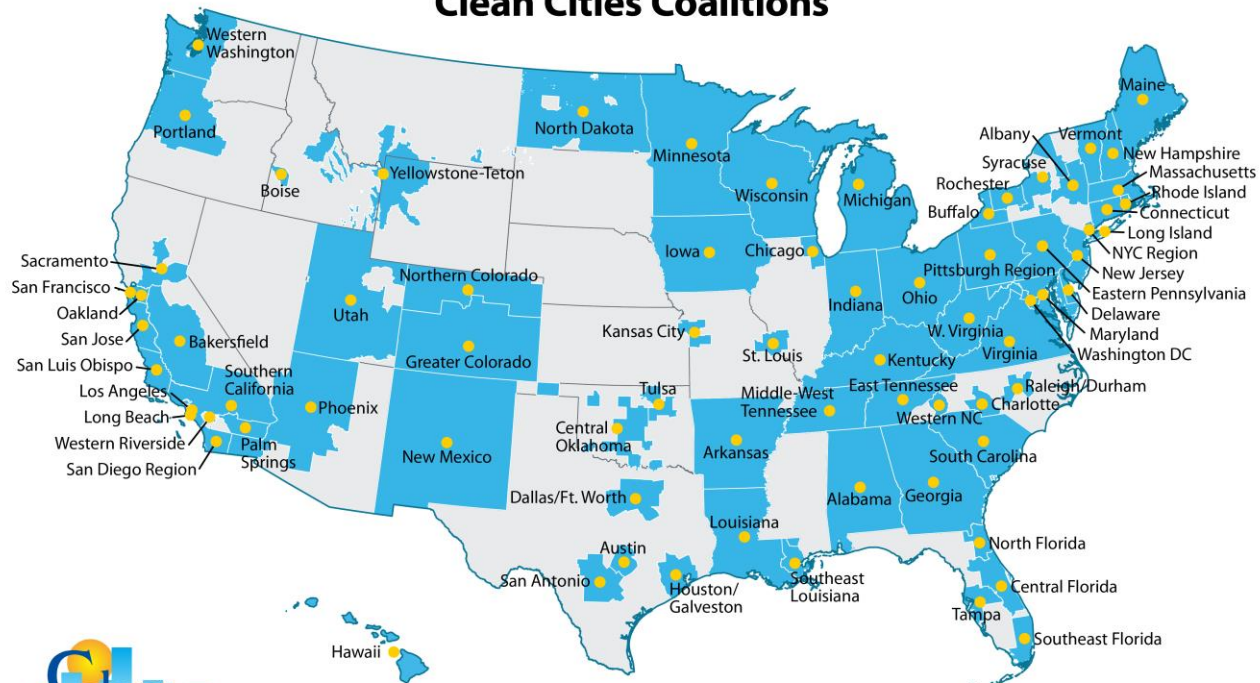 Clean Cities Coalitions
Western
Washington
Portland
Boise
Yellowstone-Teton
North Dakota
Minnesota
Wisconsin
Michigan
Iowa
Chicago
Indiana
Ohio
Pittsburgh Region
Maine
Albany
Vermont
Syracuse
New Hampshire
Rochester
Massachusetts
Rhode Island
Buffalo
Connecticut
Long Island
NYC Region
New Jersey
Eastern Pennsylvania
Delaware
Maryland
Washington DC
W. Virginia
Virginia
Kentucky
Sacramento
San Francisco
Oakland
San Jose
Bakersfield
San Luis Obispo
Southern
California
Los Angeles
Long Beach
Western Riverside
San Diego Region
Palm
Springs
Utah
Northern Colorado
Greater Colorado
Phoenix
New Mexico
Kansas City
St. Louis
Tulsa
Central
Oklahoma
Middle-West
Tennessee
East Tennessee
Raleigh/Durham
Western NC
Charlotte
Arkansas
South Carolina
Alabama
Georgia
Dallas/Ft. Worth
Louisiana
Austin
San Antonio
Houston/
Galveston
Southeast
Louisiana
North Florida
Central Florida
Tampa
Southeast Florida
Hawaii